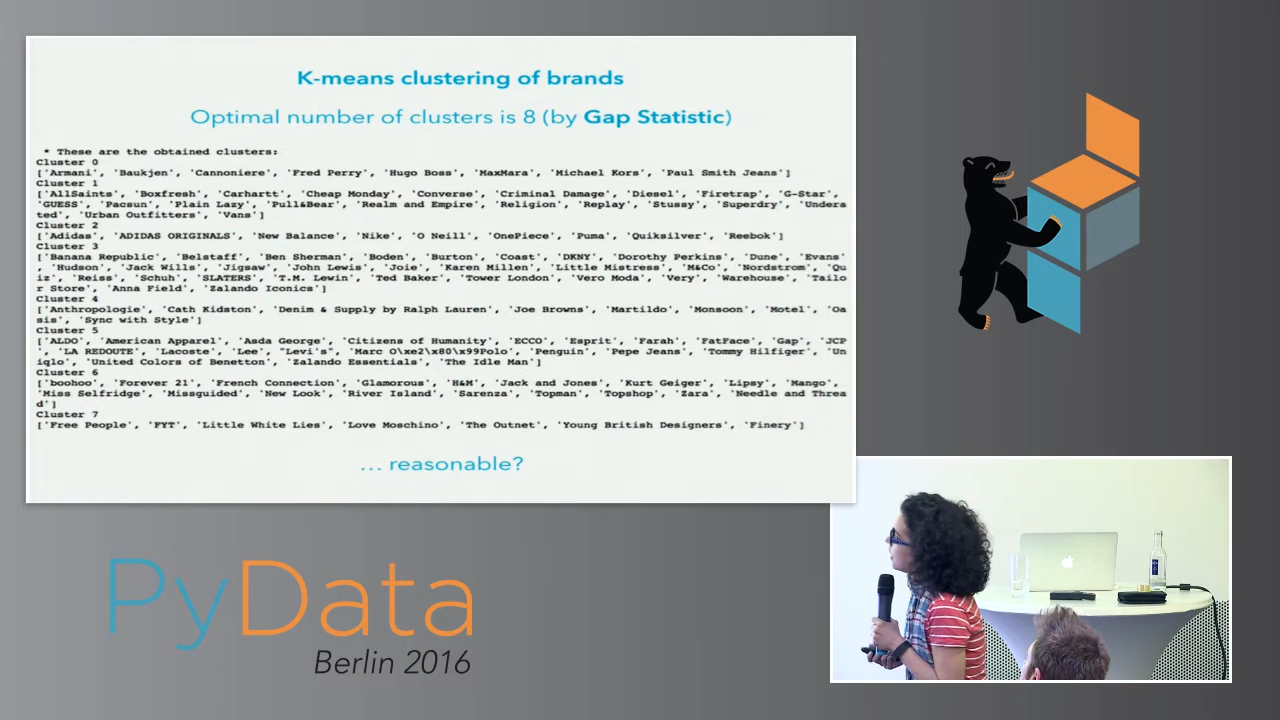 K-means clustering of brands
Optimal number of clusters is 8 (by Gap Statistic)
* These are the obtained clusters:
Cluster 0
['Armani', 'Baukjen', 'Cannoniere', 'Fred Perry', 'Hugo Boss', 'MaxMara', 'Michael Kors', 'Paul Smith Jeans']
Cluster 1
['AllSaints', 'Boxfresh', 'Carhartt', 'Cheap Monday', 'Converse', 'Criminal Damage', 'Diesel', 'Firetrap', 'G-Star',
'GUESS', 'Pacsun', 'Plain Lazy', 'Pull&Bear', 'Realm and Empire', 'Religion', 'Replay', 'Stussy', 'Superdry', 'Undera
ted', 'Urban Outfitters', 'Vans']
Cluster 2
['Adidas', 'ADIDAS ORIGINALS', 'New Balance', 'Nike', 'O Neill', 'OnePiece', 'Puma', 'Quiksilver', 'Reebok']
Cluster 3
['Banana Republic', 'Belstaff', 'Ben Sherman', 'Boden', 'Burton', 'Coast', 'DKNY', 'Dorothy Perkins', 'Dune', 'Evans'
, 'Hudson', 'Jack Wills', 'Jigsaw', 'John Lewis', 'Joie', 'Karen Millen', 'Little Mistress', 'M&Co', 'Nordstrom', 'Qu
iz', 'Reiss', 'Schuh', 'SLATERS', 'T.M. Lewin', 'Ted Baker', 'Tower London', 'Vero Moda', 'Very', 'Warehouse', 'Tailo
r Store', 'Anna Field', 'Zalando Iconics']
Cluster 4
['Anthropologie', 'Cath Kidston', 'Denim & Supply by Ralph Lauren', 'Joe Browns', 'Martildo', 'Monsoon', 'Motel', 'Oa
sis', 'Sync with Style']
Cluster 5
['ALDO', 'American Apparel', 'Asda George', 'Citizens of Humanity', 'ECCO', 'Esprit', 'Farah', 'FatFace', 'Gap', 'JCP
', 'LA REDOUTE', 'Lacoste', 'Lee', "Levi's", 'Marc O\xe2\x80\x99Polo', 'Penguin', 'Pepe Jeans', 'Tommy Hilfiger', 'Un
iqlo', 'United Colors of Benetton', 'Zalando Essentials', 'The Idle Man']
Cluster 6
['boohoo', 'Forever 21', 'French Connection', 'Glamorous', 'H&M', 'Jack and Jones', 'Kurt Geiger', 'Lipsy', 'Mango',
'Miss Selfridge', 'Missguided', 'New Look', 'River Island', 'Sarenza', 'Topman', 'Topshop', 'Zara', 'Needle and Threa
d']
Cluster 7
['Free People', 'FYT', 'Little White Lies', 'Love Moschino', 'The Outnet', 'Young British Designers', 'Finery']
… reasonable?
PyData
Berlin 2016